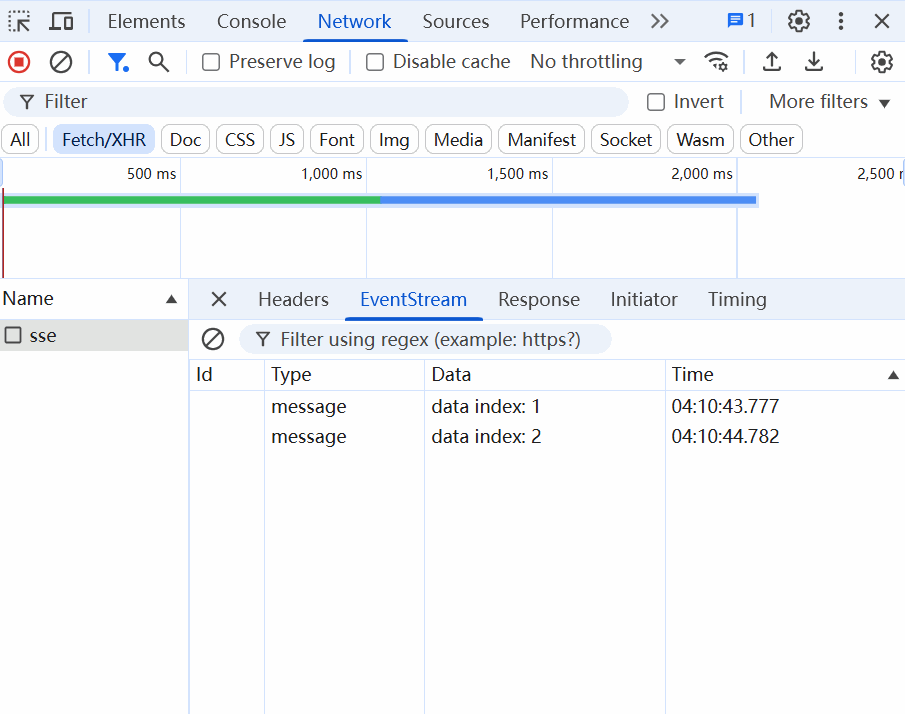 Elements Console Network Sources Performance 1
Preserve log Disable cache No throttling
Filter Invert More filters
All Fetch/XHR Doc CSS JS Font Img Media Manifest Socket Wasm Other
500 ms 1,000 ms 1,500 ms 2,000 ms 2,500 
Name Headers EventStream Response Initiator Timing
sse Filter using regex (example: https?)
Id Type Data Time
message data index: 1 04:10:43.777
message data index: 2 04:10:44.782